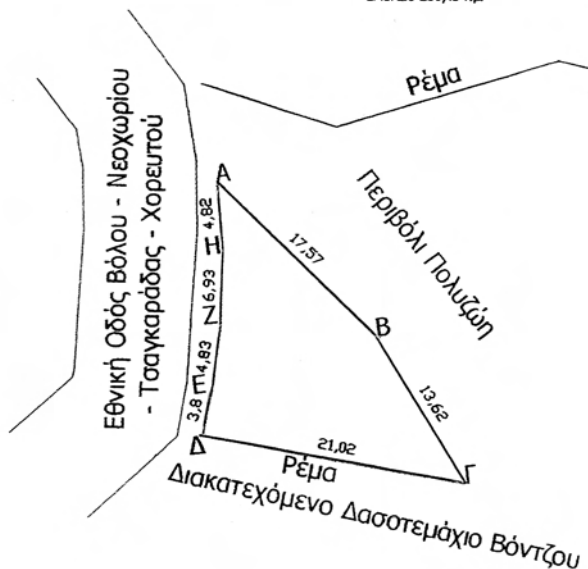 Ρέμα
Εθνική Οδός Βόλου - Νεοχωρίου
- Τσαγκαράδας - Χορευτού
Περιβόλι Πολυζώη
Α
4,82
Η
6,93
Ζ
4,83
Ε
3,8
Δ
17,57
Β
13,62
21,02
Γ
Ρέμα
Διακατεχόμενο Δασοτεμάχιο Βόντζου